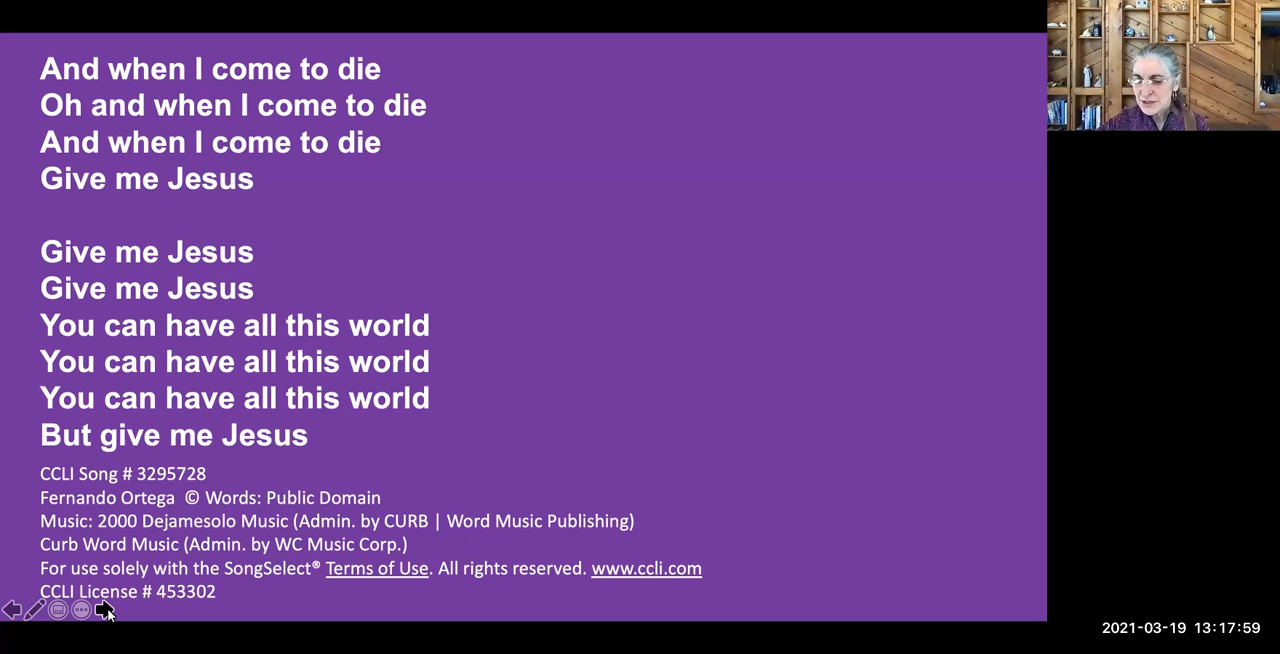 And when I come to die
Oh and when I come to die
And when I come to die
Give me Jesus
Give me Jesus
Give me Jesus
You can have all this world
You can have all this world
You can have all this world
But give me Jesus
CCLI Song # 3295728
Fernando Ortega © Words: Public Domain
Music: 2000 Dejamesolo Music (Admin. by CURB | Word Music Publishing)
Curb Word Music (Admin. by WC Music Corp.)
For use solely with the SongSelect® Terms of Use. All rights reserved. www.ccli.com
CCLI License # 453302
2021-03-19 13:17:59